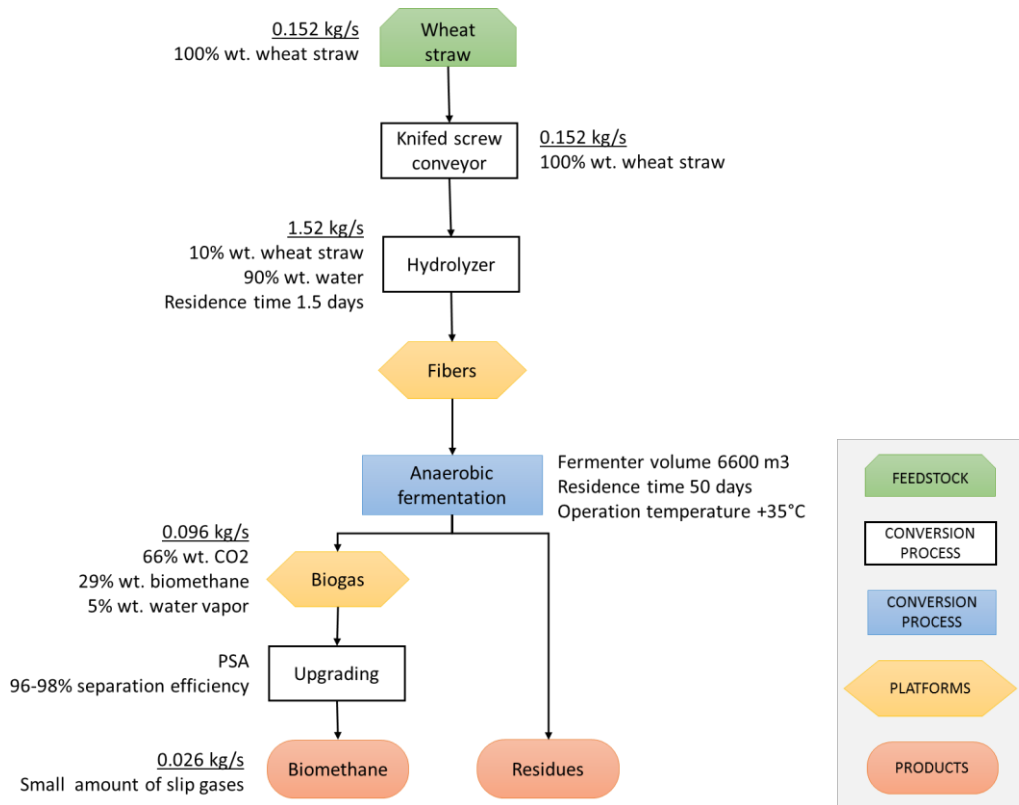 0.152 kg/s
100% wt. wheat straw
Wheat
straw
Knifed screw
conveyor
0.152 kg/s
100% wt. wheat straw
1.52 kg/s
10% wt. wheat straw
90% wt. water
Residence time 1.5 days
Hydrolyzer
Fibers
Anaerobic
fermentation
Fermenter volume 6600 m3
Residence time 50 days
Operation temperature +35°C
0.096 kg/s
66% wt. CO2
29% wt. biomethane
5% wt. water vapor
Biogas
PSA
96-98% separation efficiency
Upgrading
0.026 kg/s
Small amount of slip gases
Biomethane
Residues
FEEDSTOCK
CONVERSION
PROCESS
CONVERSION
PROCESS
PLATFORMS
PRODUCTS